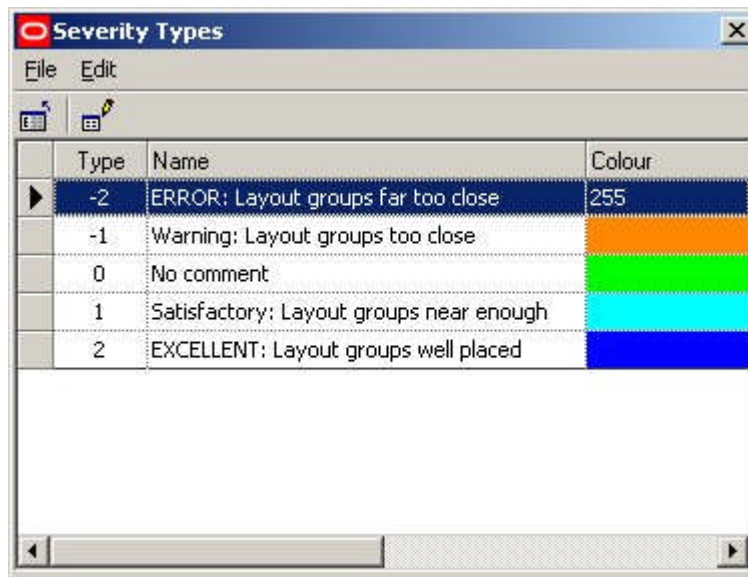 Severity Types
File Edit
Type Name Colour
-2 ERROR: Layout groups far too close 255
-1 Warning: Layout groups too close
0 No comment
1 Satisfactory: Layout groups near enough
2 EXCELLENT: Layout groups well placed